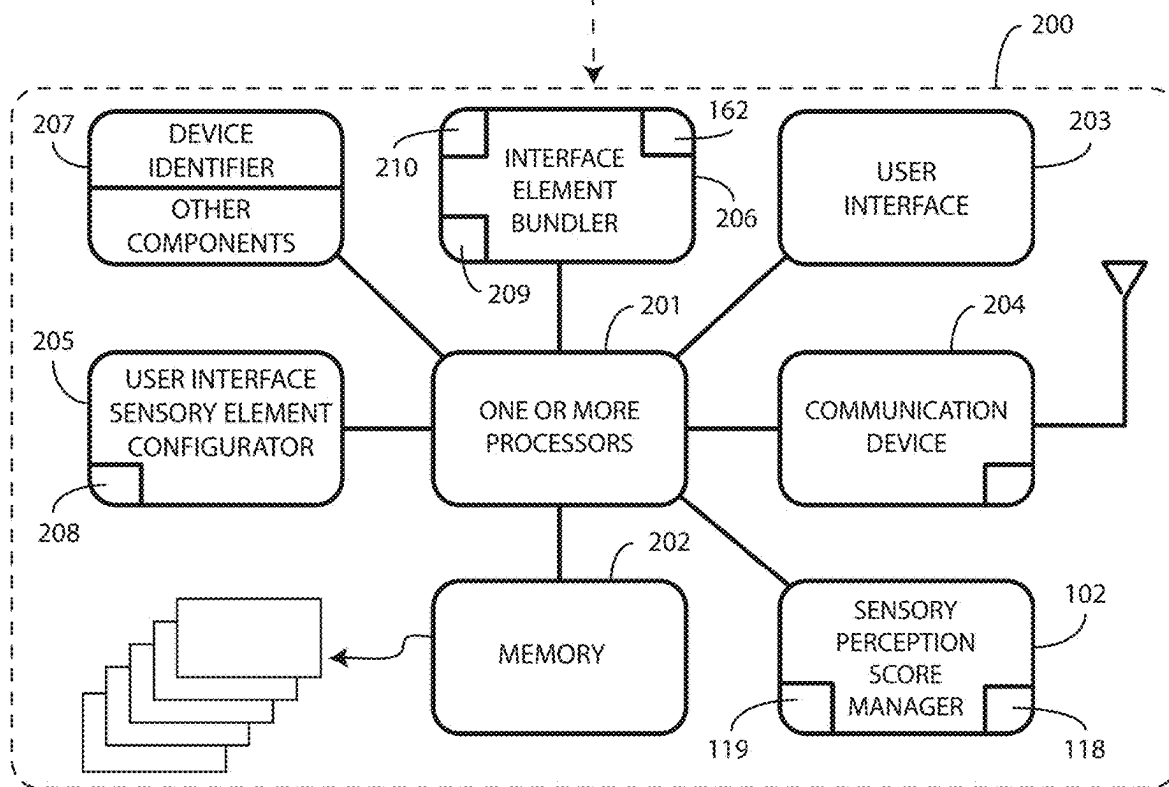 200
207
DEVICE
IDENTIFIER
OTHER
COMPONENTS
210
162
INTERFACE
ELEMENT
BUNDLER
206
209
203
USER
INTERFACE
205
USER INTERFACE
SENSORY ELEMENT
CONFIGURATOR
208
201
ONE OR MORE
PROCESSORS
204
COMMUNICATION
DEVICE
202
MEMORY
102
SENSORY
PERCEPTION
SCORE
MANAGER
119
118